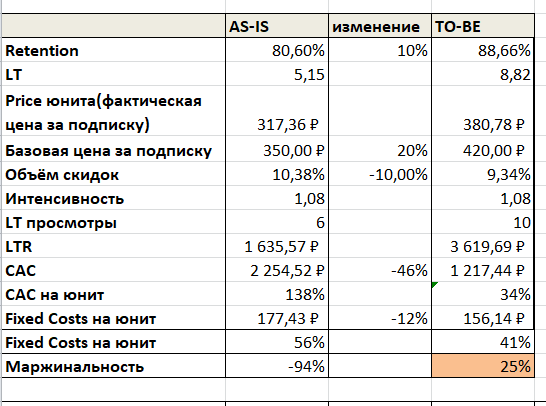 AS-IS изменение TO-BE
Retention 80,60% 10% 88,66%
LT 5,15 8,82
Price юнита(фактическая
цена за подписку) 317,36 ₽ 380,78 ₽
Базовая цена за подписку 350,00 ₽ 20% 420,00 ₽
Объём скидок 10,38% -10,00% 9,34%
Интенсивность 1,08 1,08
LT просмотры 6 10
LTR 1 635,57 ₽ 3 619,69 ₽
CAC 2 254,52 ₽ -46% 1 217,44 ₽
CAC на юнит 138% 34%
Fixed Costs на юнит 177,43 ₽ -12% 156,14 ₽
Fixed Costs на юнит 56% 41%
Маржинальность -94% 25%